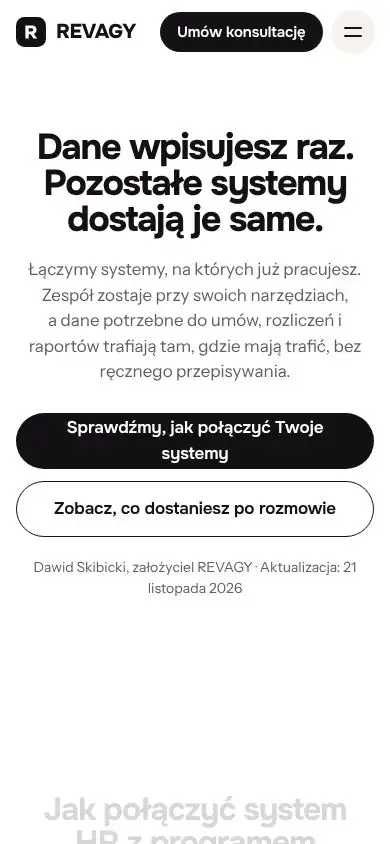 R REVAGY
Umów konsultację
Dane wpisujesz raz.
Pozostałe systemy
dostają je same.
Łączymy systemy, na których już pracujesz.
Zespół zostaje przy swoich narzędziach,
a dane potrzebne do umów, rozliczeń i
raportów trafiają tam, gdzie mają trafić, bez
ręcznego przepisywania.
Sprawdźmy, jak połączyć Twoje
systemy
Zobacz, co dostaniesz po rozmowie
Dawid Skibicki, założyciel REVAGY · Aktualizacja: 21
listopada 2026
Jak połączyć system
HR z programem